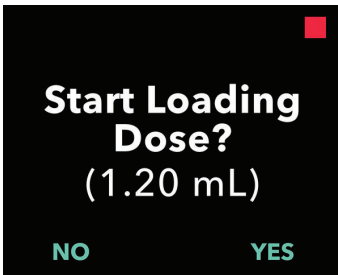 Start Loading
Dose?
(1.20 mL)
NO YES